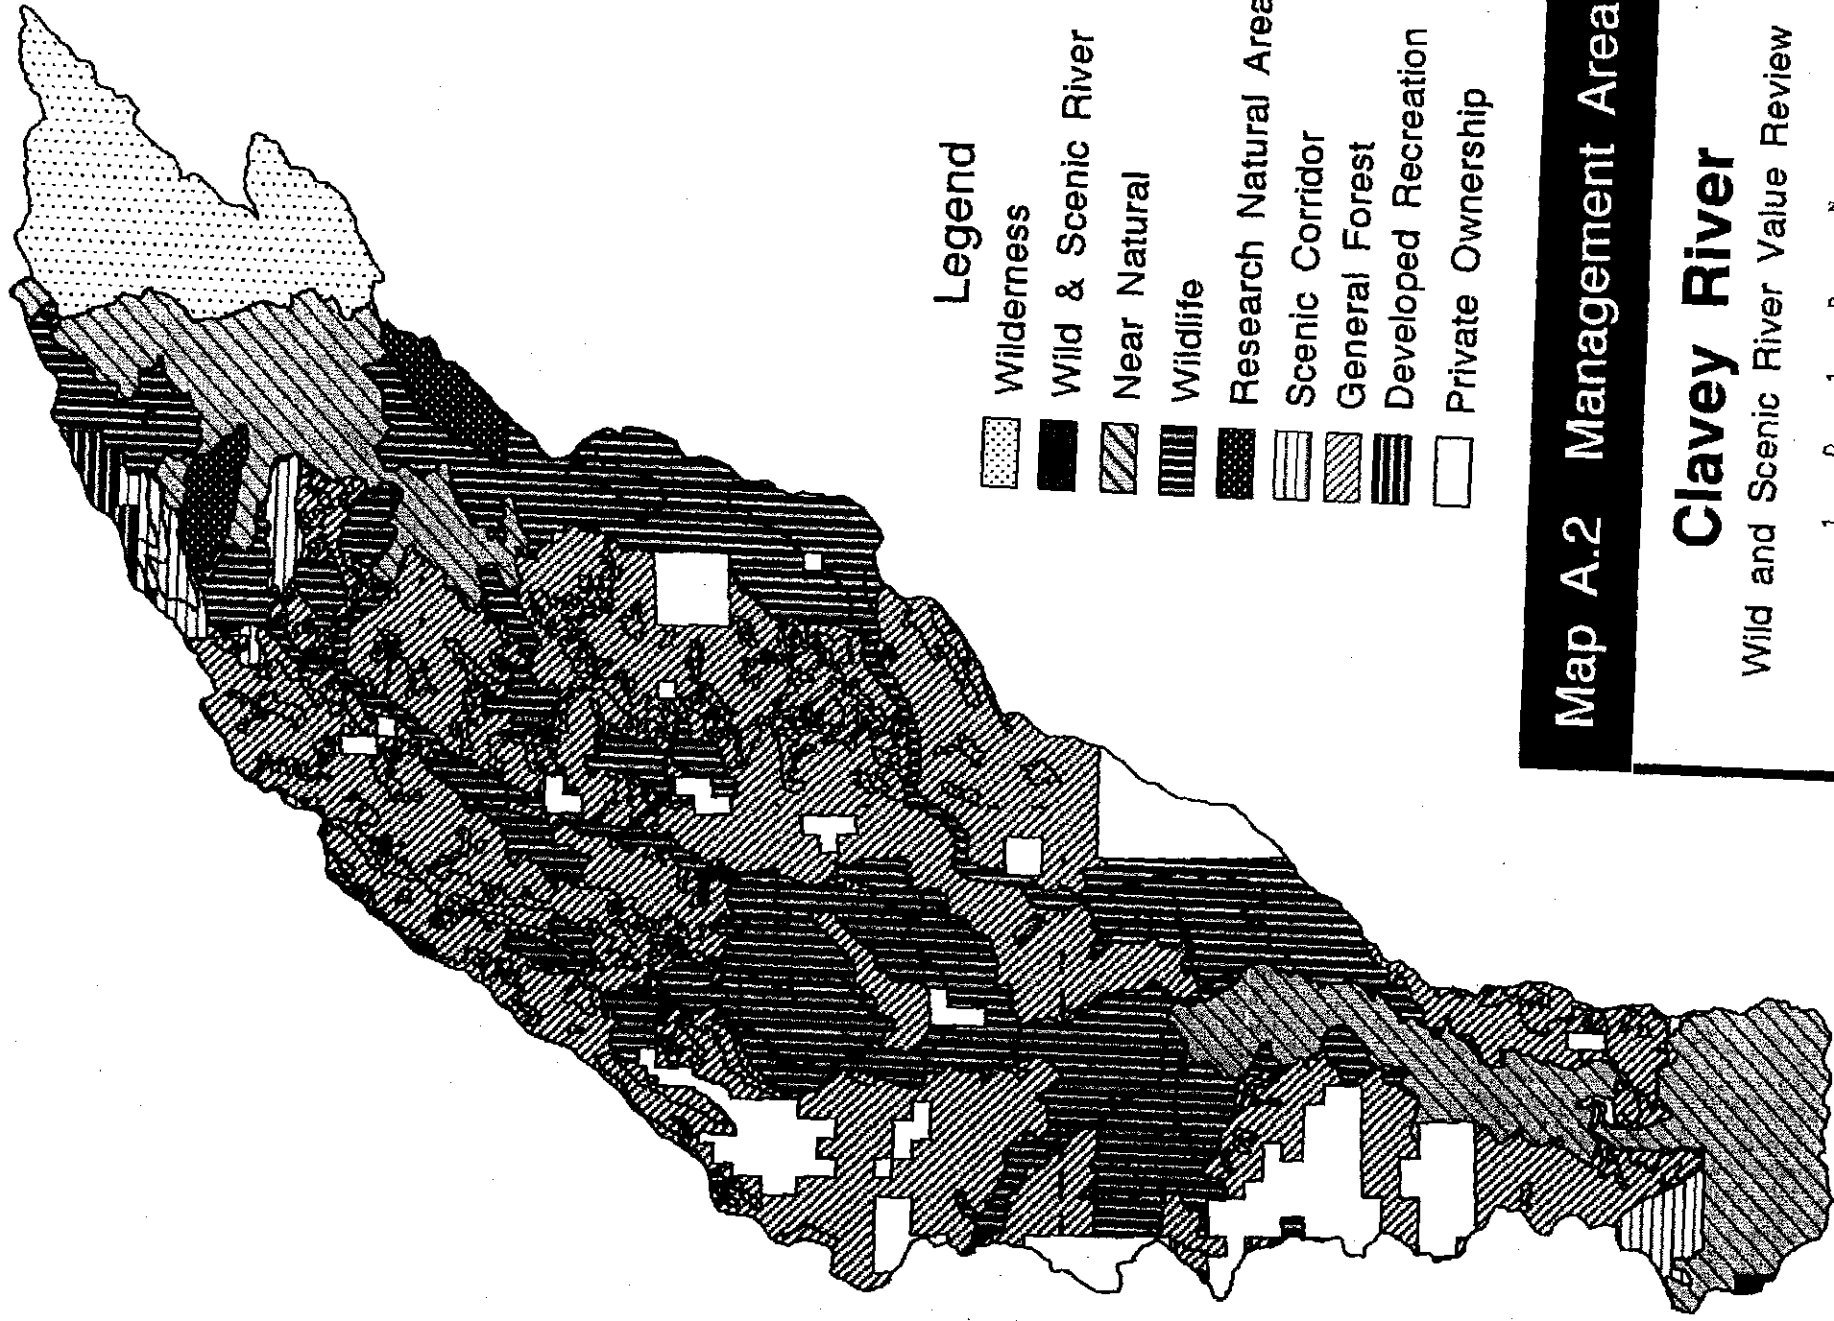 Legend
Wilderness
Wild & Scenic River
Near Natural
Wildlife
Research Natural Area
Scenic Corridor
General Forest
Developed Recreation
Private Ownership
Map A.2 Management Area
Clavey River
Wild and Scenic River Value Review